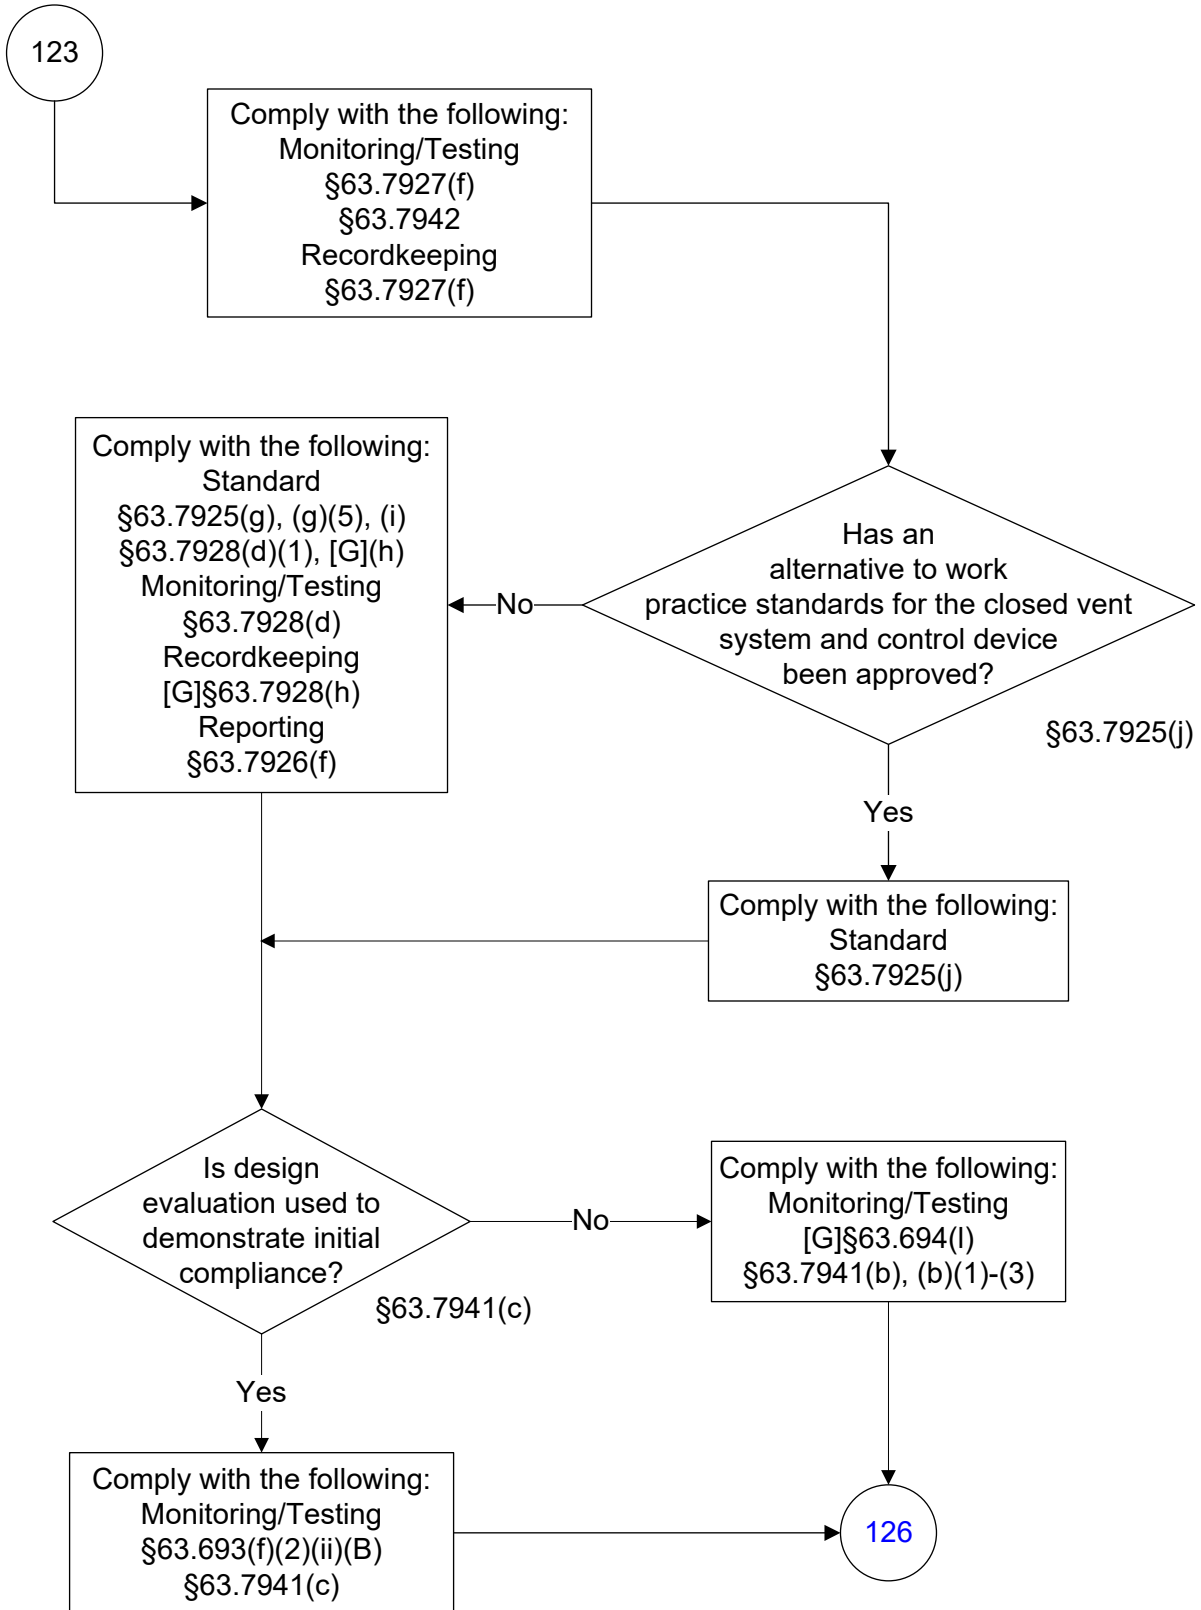 123
Comply with the following:
Monitoring/Testing
§63.7927(f)
§63.7942
Recordkeeping
§63.7927(f)
Has an
alternative to work
practice standards for the closed vent
system and control device
been approved?
§63.7925(j)
No
Comply with the following:
Standard
§63.7925(g), (g)(5), (i)
§63.7928(d)(1), [G](h)
Monitoring/Testing
§63.7928(d)
Recordkeeping
[G]§63.7928(h)
Reporting
§63.7926(f)
Yes
Comply with the following:
Standard
§63.7925(j)
Is design
evaluation used to
demonstrate initial
compliance?
§63.7941(c)
No
Comply with the following:
Monitoring/Testing
[G]§63.694(l)
§63.7941(b), (b)(1)-(3)
Yes
Comply with the following:
Monitoring/Testing
§63.693(f)(2)(ii)(B)
§63.7941(c)
126